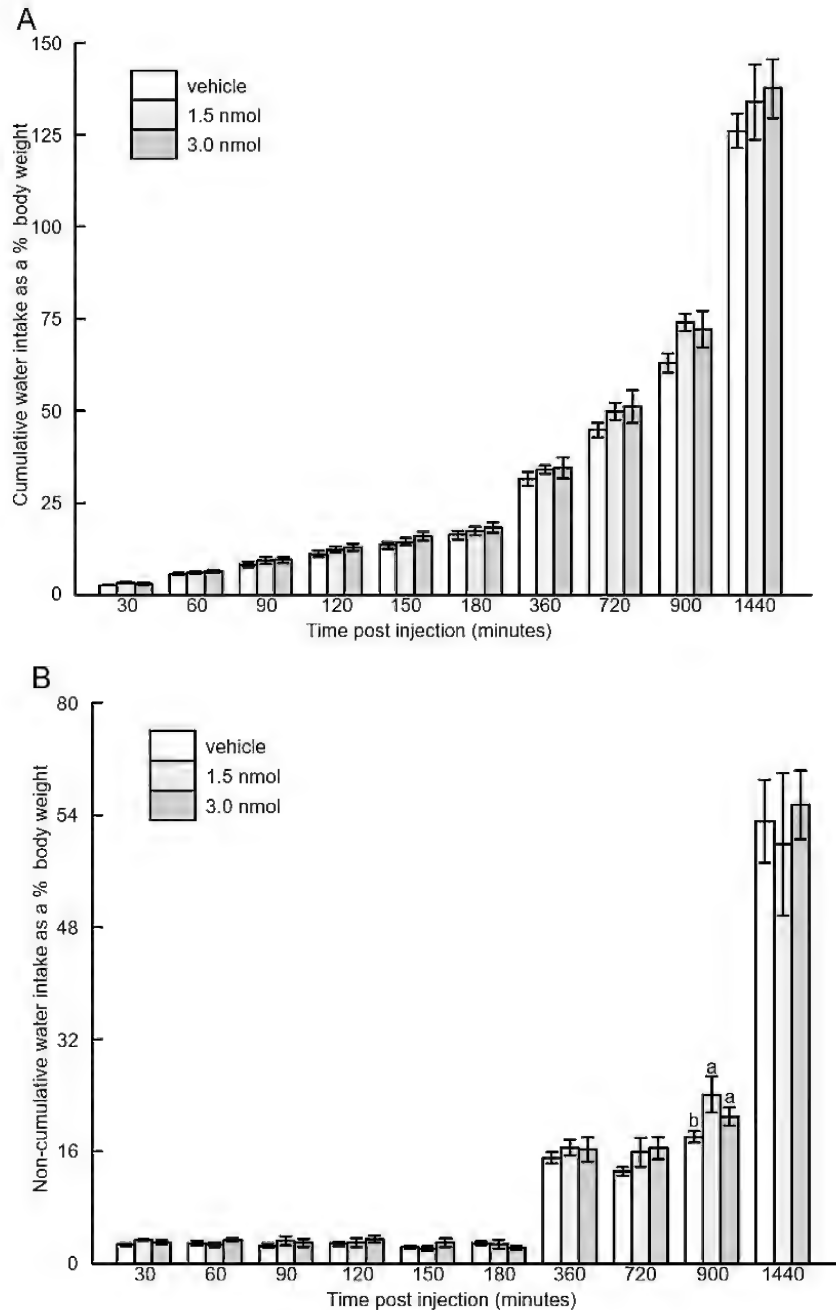 A
Cumulative water intake as a % body weight
150
125
100
75
50
25
0
vehicle
1.5 nmol
3.0 nmol
30 60 90 120 150 180 360 720 900 1440
Time post injection (minutes)
B
Non-cumulative water intake as a % body weight
80
54
48
32
16
0
vehicle
1.5 nmol
3.0 nmol
b a a
30 60 90 120 150 180 360 720 900 1440
Time post injection (minutes)